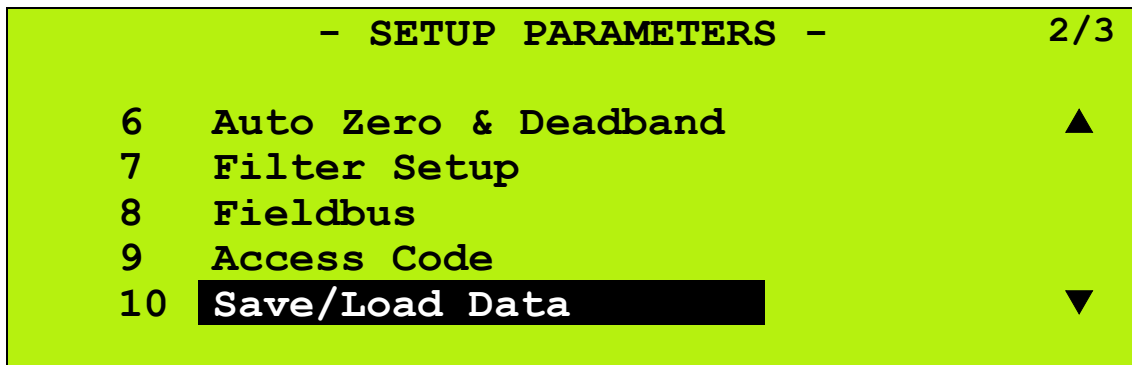 - SETUP PARAMETERS - 2/3
6 Auto Zero & Deadband ▲
7 Filter Setup
8 Fieldbus
9 Access Code
10 Save/Load Data ▼